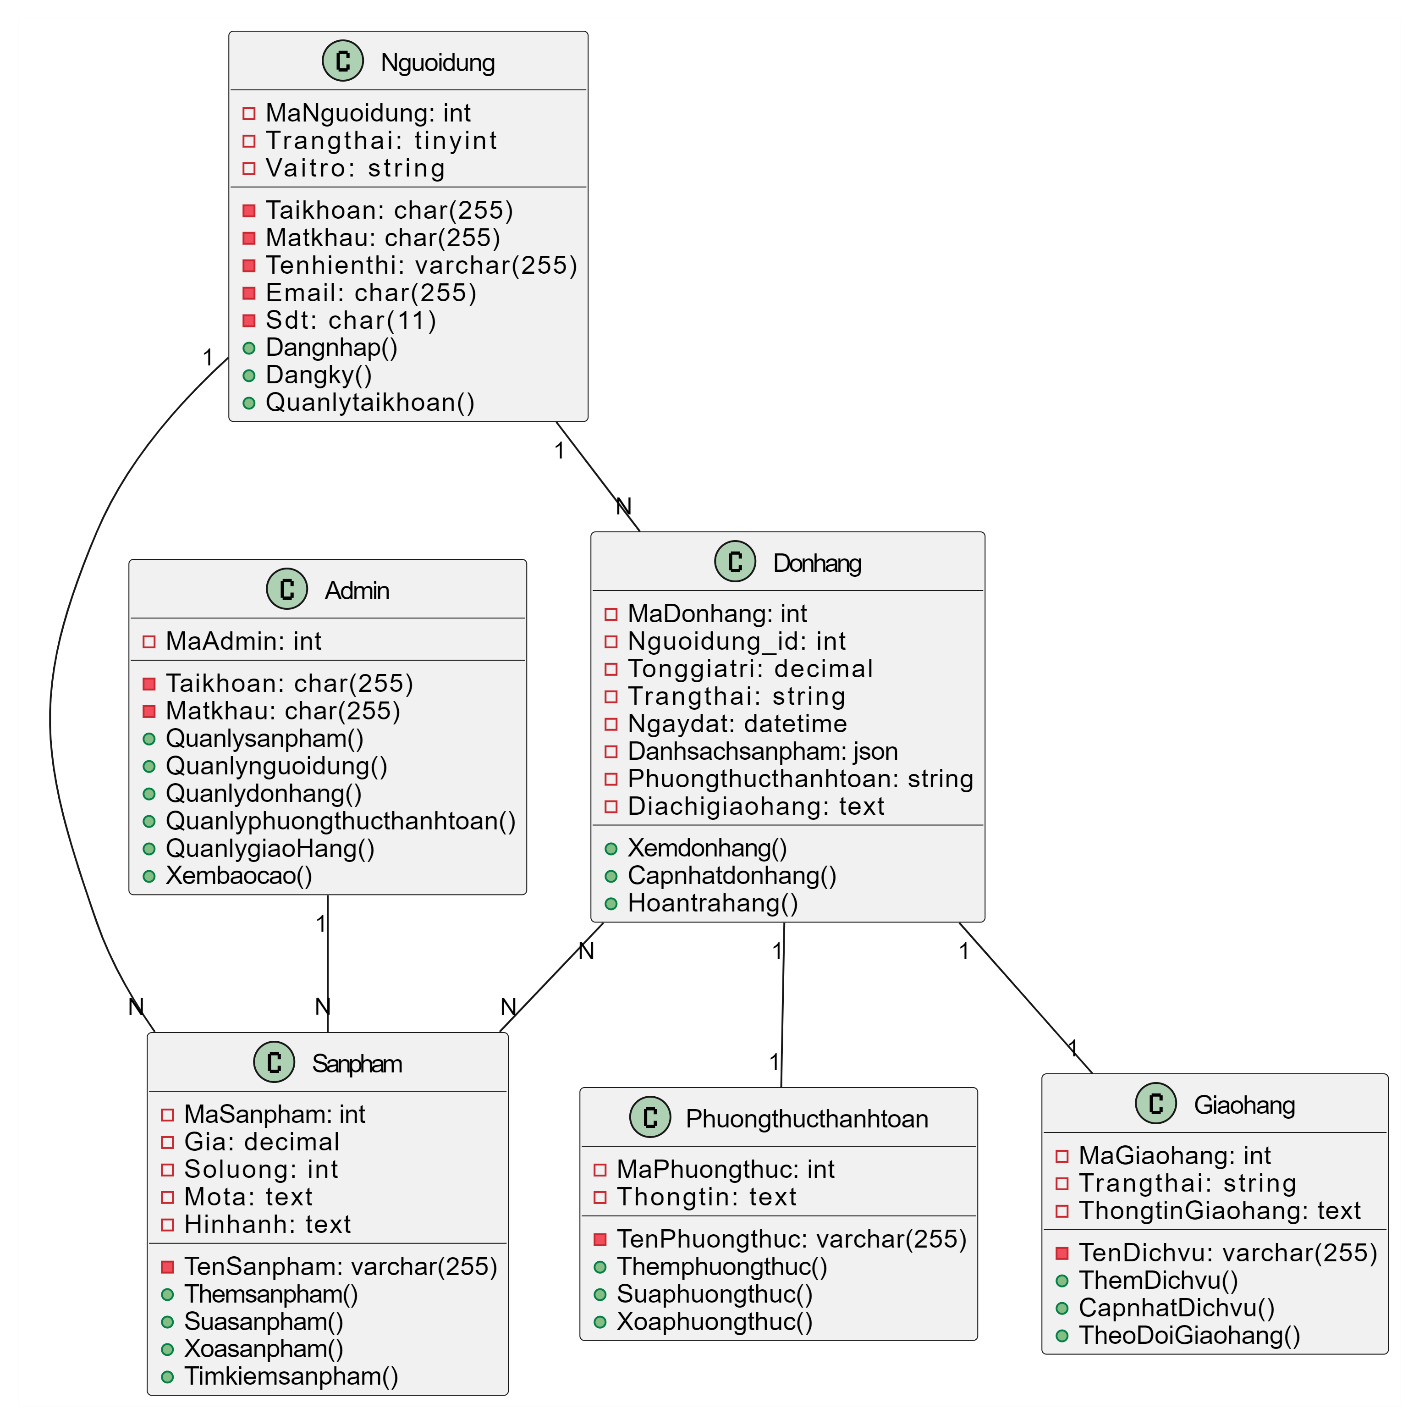 C Nguoidung
MaNguoidung: int
Trangthai: tinyint
Vaitro: string
Taikhoan: char(255)
Matkhau: char(255)
Tenhienthi: varchar(255)
Email: char(255)
Sdt: char(11)
Dangnhap()
Dangky()
Quanlytaikhoan()
1
N
1
N
C Admin
MaAdmin: int
Taikhoan: char(255)
Matkhau: char(255)
Quanlysanpham()
Quanlynguoidung()
Quanlydonhang()
Quanlyphuongthucthanhtoan()
QuanlygiaoHang()
Xembaocao()
C Donhang
MaDonhang: int
Nguoidung_id: int
Tonggiatri: decimal
Trangthai: string
Ngaydat: datetime
Danhsachsanpham: json
Phuongthucthanhtoan: string
Diachigiaohang: text
Xemdonhang()
Capnhatdonhang()
Hoantrahang()
1
N
N
N
1
1
1
1
C Sanpham
MaSanpham: int
Gia: decimal
Soluong: int
Mota: text
Hinhanh: text
TenSanpham: varchar(255)
Themsanpham()
Suasanpham()
Xoasanpham()
Timkiemsanpham()
C Phuongthucthanhtoan
MaPhuongthuc: int
Thongtin: text
TenPhuongthuc: varchar(255)
Themphuongthuc()
Suaphuongthuc()
Xoaphuongthuc()
C Giaohang
MaGiaohang: int
Trangthai: string
ThongtinGiaohang: text
TenDichvu: varchar(255)
ThemDichvu()
CapnhatDichvu()
TheoDoiGiaohang()